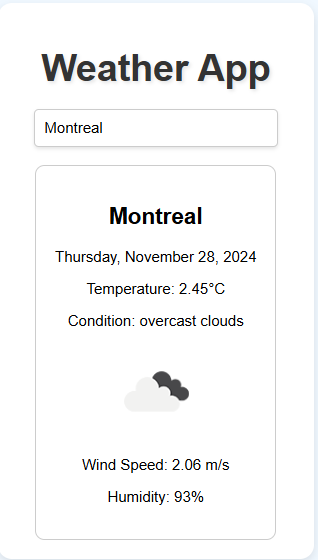 Weather App
Montreal
Montreal
Thursday, November 28, 2024
Temperature: 2.45°C
Condition: overcast clouds
Wind Speed: 2.06 m/s
Humidity: 93%